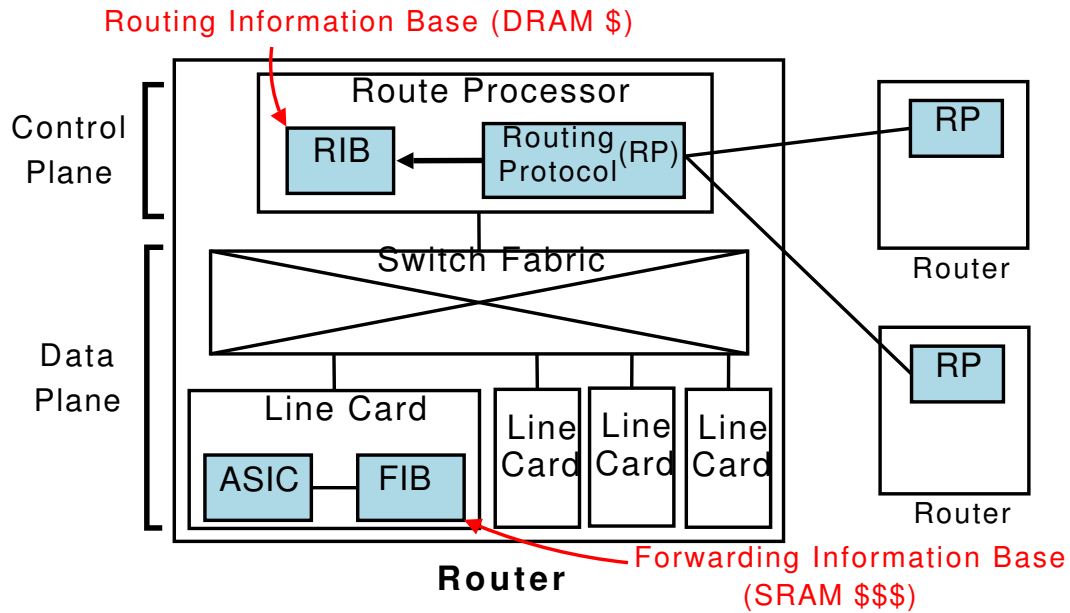 Routing Information Base (DRAM $)
Control
Plane
Route Processor
RIB
Routing
Protocol
(RP)
RP
Router
Switch Fabric
Data
Plane
RP
Router
Line Card
ASIC
FIB
Line
Card
Line
Card
Line
Card
Forwarding Information Base
(SRAM $$$)
Router